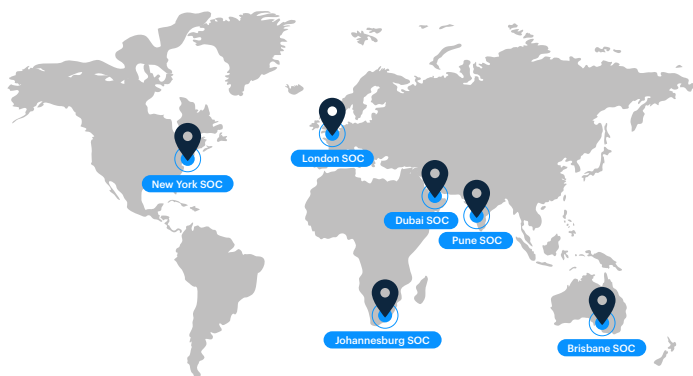 London SOC
New York SOC
Dubai SOC
Pune SOC
Johannesburg SOC
Brisbane SOC